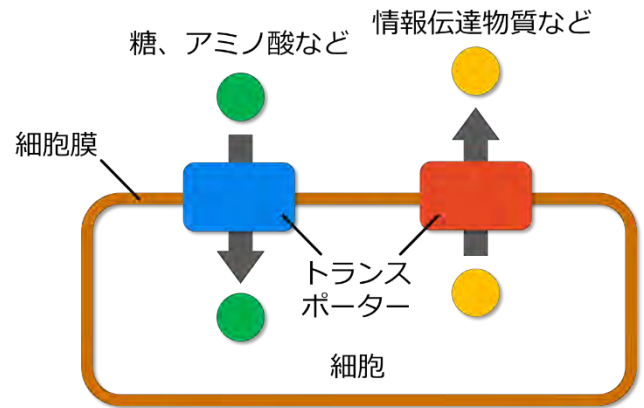 情報伝達物質など
糖、アミノ酸など
細胞膜
トランス
ポーター
細胞